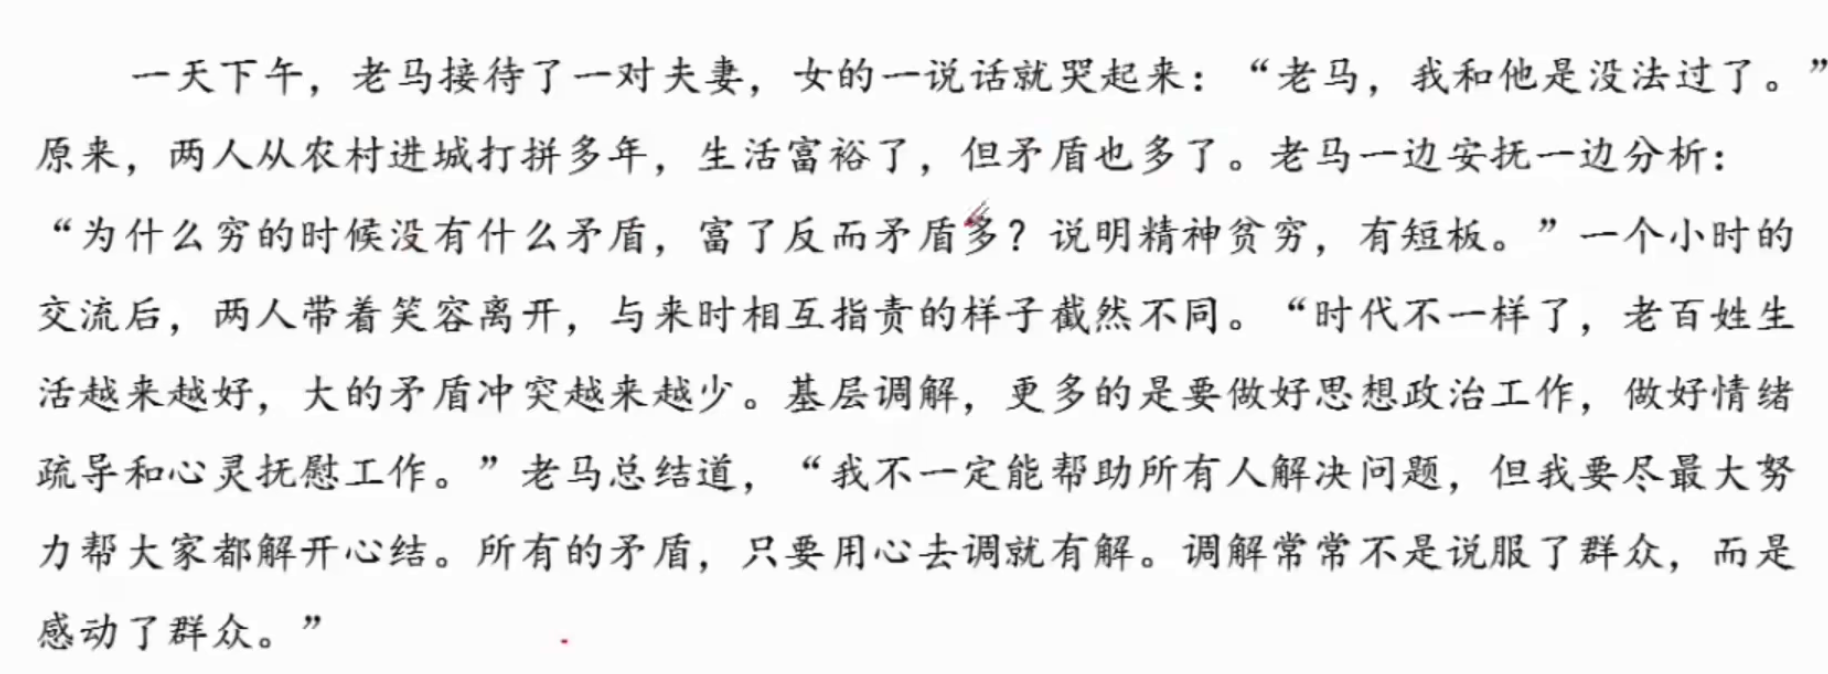 一天下午，老马接待了一对夫妻，女的一说话就哭起来：“老马，我和他是没法过了。”
原来，两人从农村进城打拼多年，生活富裕了，但矛盾也多了。老马一边安抚一边分析：
“为什么穷的时候没有什么矛盾，富了反而矛盾多？说明精神贫穷，有短板。”一个小时的
交流后，两人带着笑容离开，与来时相互指责的样子截然不同。“时代不一样了，老百姓生
活越来越好，大的矛盾冲突越来越少。基层调解，更多的是要做好思想政治工作，做好情绪
疏导和心灵抚慰工作。”老马总结道，“我不一定能帮助所有人解决问题，但我要尽最大努
力帮大家都解开心结。所有的矛盾，只要用心去调就有解。调解常常不是说服了群众，而是
感动了群众。”